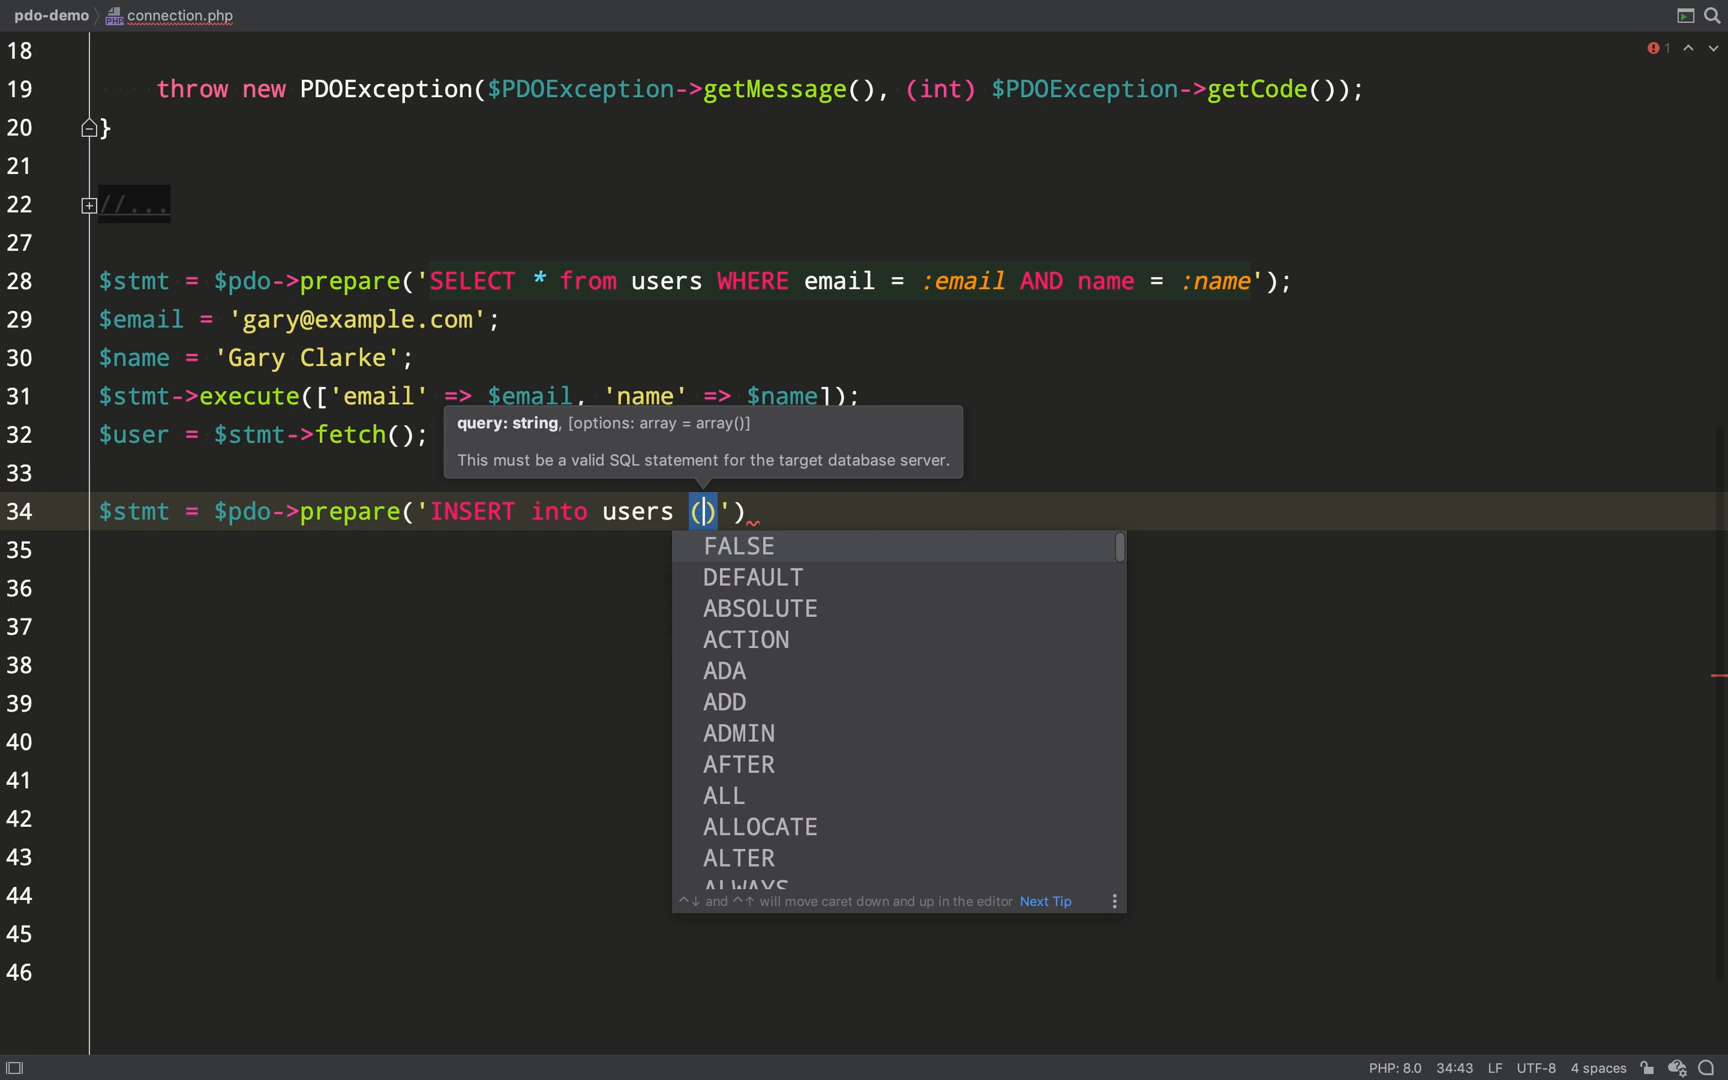 pdo-demo connection.php
1
18
19 throw new PDOException($PDOException->getMessage(), (int) $PDOException->getCode());
20 }
21
22 //...
27
28 $stmt = $pdo->prepare('SELECT * from users WHERE email = :email AND name = :name');
29 $email = 'gary@example.com';
30 $name = 'Gary Clarke';
31 $stmt->execute(['email' => $email, 'name' => $name]);
32 $user = $stmt->fetch();
query: string, [options: array = array()]
This must be a valid SQL statement for the target database server.
33
34 $stmt = $pdo->prepare('INSERT into users ()')
FALSE
DEFAULT
ABSOLUTE
ACTION
ADA
ADD
ADMIN
AFTER
ALL
ALLOCATE
ALTER
ALWAYS
^↓ and ^↑ will move caret down and up in the editor Next Tip
35
36
37
38
39
40
41
42
43
44
45
46
PHP: 8.0 34:43 LF UTF-8 4 spaces